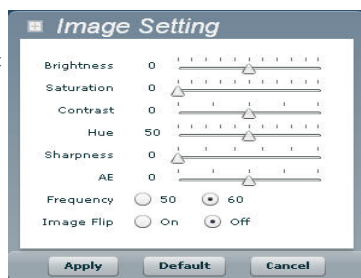 Image Setting
Brightness 0
Saturation 0
Contrast 0
Hue 50
Sharpness 0
AE 0
Frequency 50 60
Image Flip On Off
Apply Default Cancel